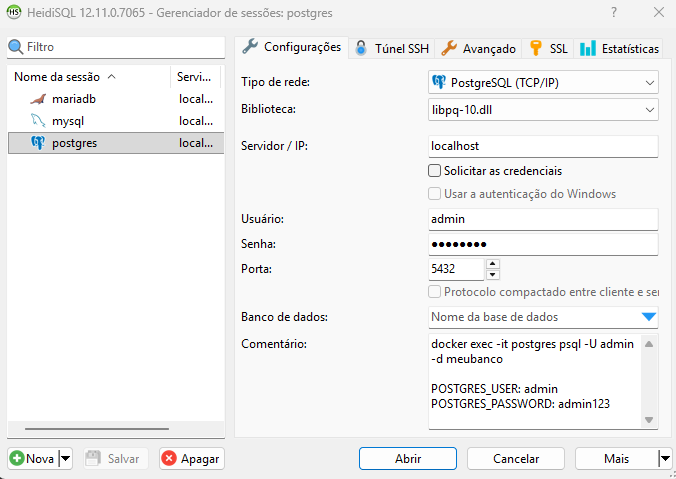 HS
HeidiSQL 12.11.0.7065 - Gerenciador de sessões: postgres
Filtro
Nome da sessão
Servi...
mariadb
local...
mysql
local...
postgres
local...
Configurações
Túnel SSH
Avançado
SSL
Estatísticas
Tipo de rede:
PostgreSQL (TCP/IP)
Biblioteca:
libpq-10.dll
Servidor / IP:
localhost
Solicitar as credenciais
Usar a autenticação do Windows
Usuário:
admin
Senha:
●●●●●●●●
Porta:
5432
Protocolo compactado entre cliente e ser
Banco de dados:
Nome da base de dados
Comentário:
docker exec -it postgres psql -U admin
-d meubanco
POSTGRES_USER: admin
POSTGRES_PASSWORD: admin123
Nova
Salvar
Apagar
Abrir
Cancelar
Mais